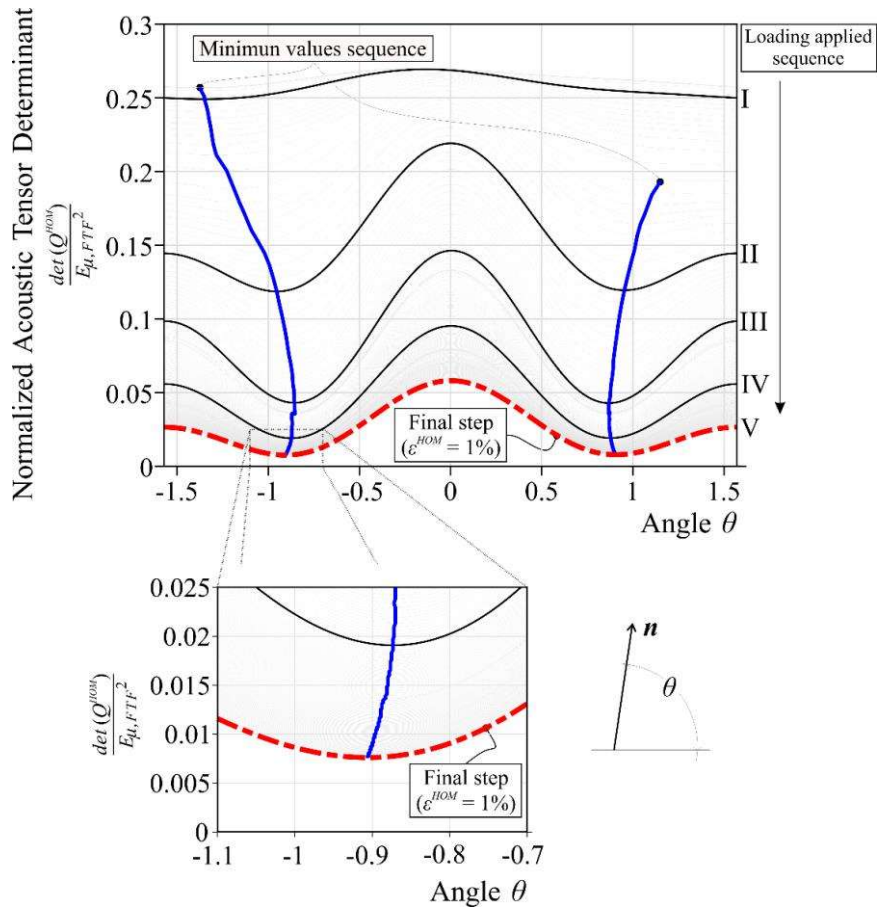 Normalized Acoustic Tensor Determinant
det (Q^HOM)
E_μ,FTF^2
0.3
0.25
0.2
0.15
0.1
0.05
0
Minimun values sequence
Loading applied
sequence
I
II
III
IV
V
Final step
(ε^HOM = 1%)
-1.5
-1
-0.5
0
0.5
1
1.5
Angle θ
det (Q^HOM)
E_μ,FTF^2
0.025
0.02
0.015
0.01
0.005
0
Final step
(ε^HOM = 1%)
-1.1
-1
-0.9
-0.8
-0.7
Angle θ
n
θ